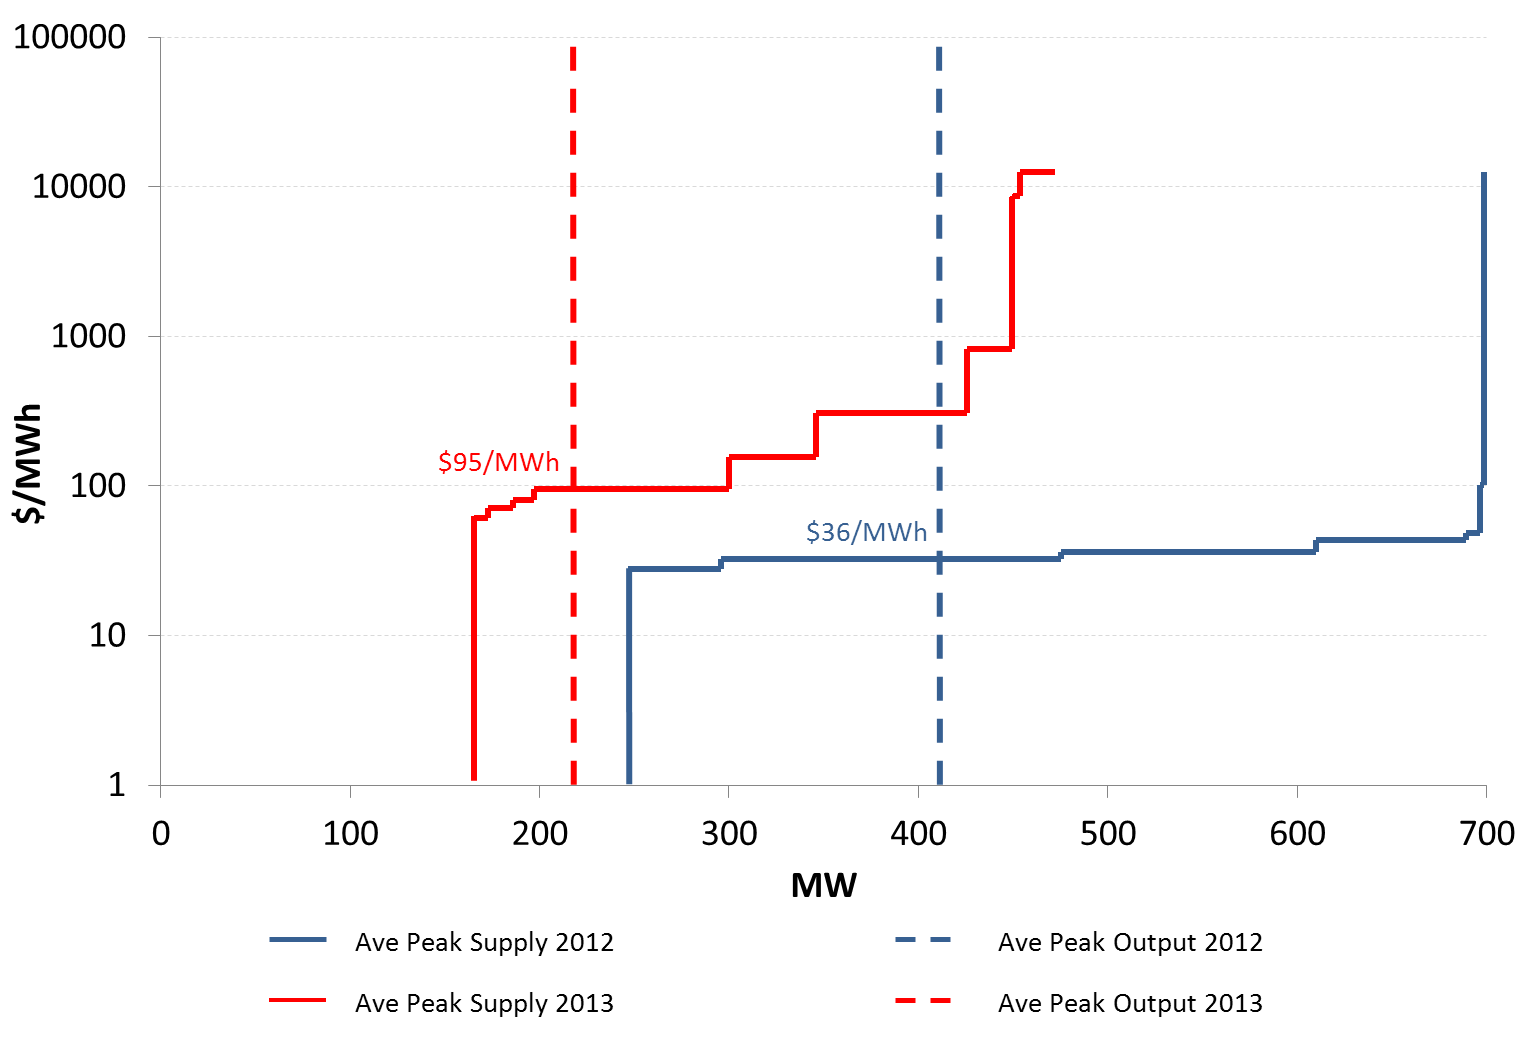 100000
10000
1000
100
10
1
$/MWh
$95/MWh
$36/MWh
0 100 200 300 400 500 600 700
MW
Ave Peak Supply 2012 Ave Peak Output 2012
Ave Peak Supply 2013 Ave Peak Output 2013